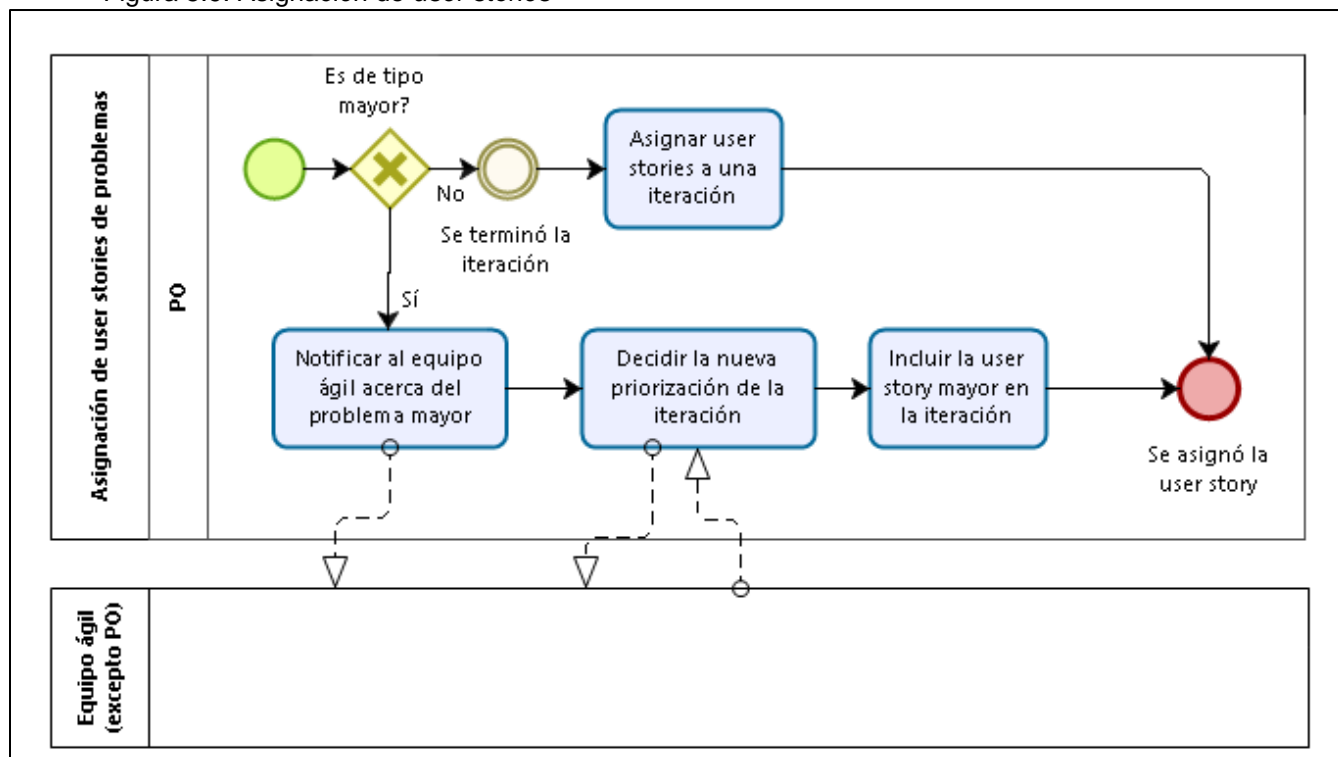 Asignación de user stories de problemas
PO
Es de tipo
mayor?
No
Se terminó la
iteración
Asignar user
stories a una
iteración
Sí
Notificar al equipo
ágil acerca del
problema mayor
Decidir la nueva
priorización de la
iteración
Incluir la user
story mayor en
la iteración
Se asignó la
user story
Equipo ágil
(excepto PO)